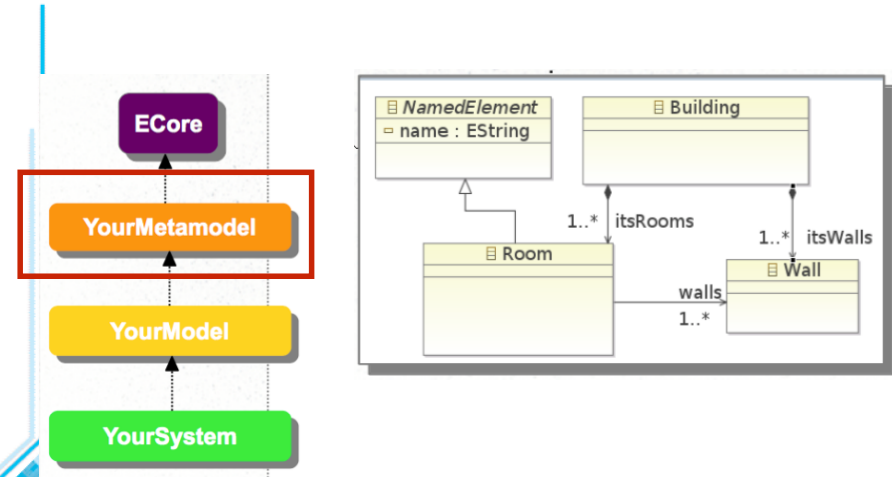 ECore
YourMetamodel
YourModel
YourSystem
NamedElement
name : EString
Building
1..* itsRooms
1..* itsWalls
Room
Wall
walls
1..*